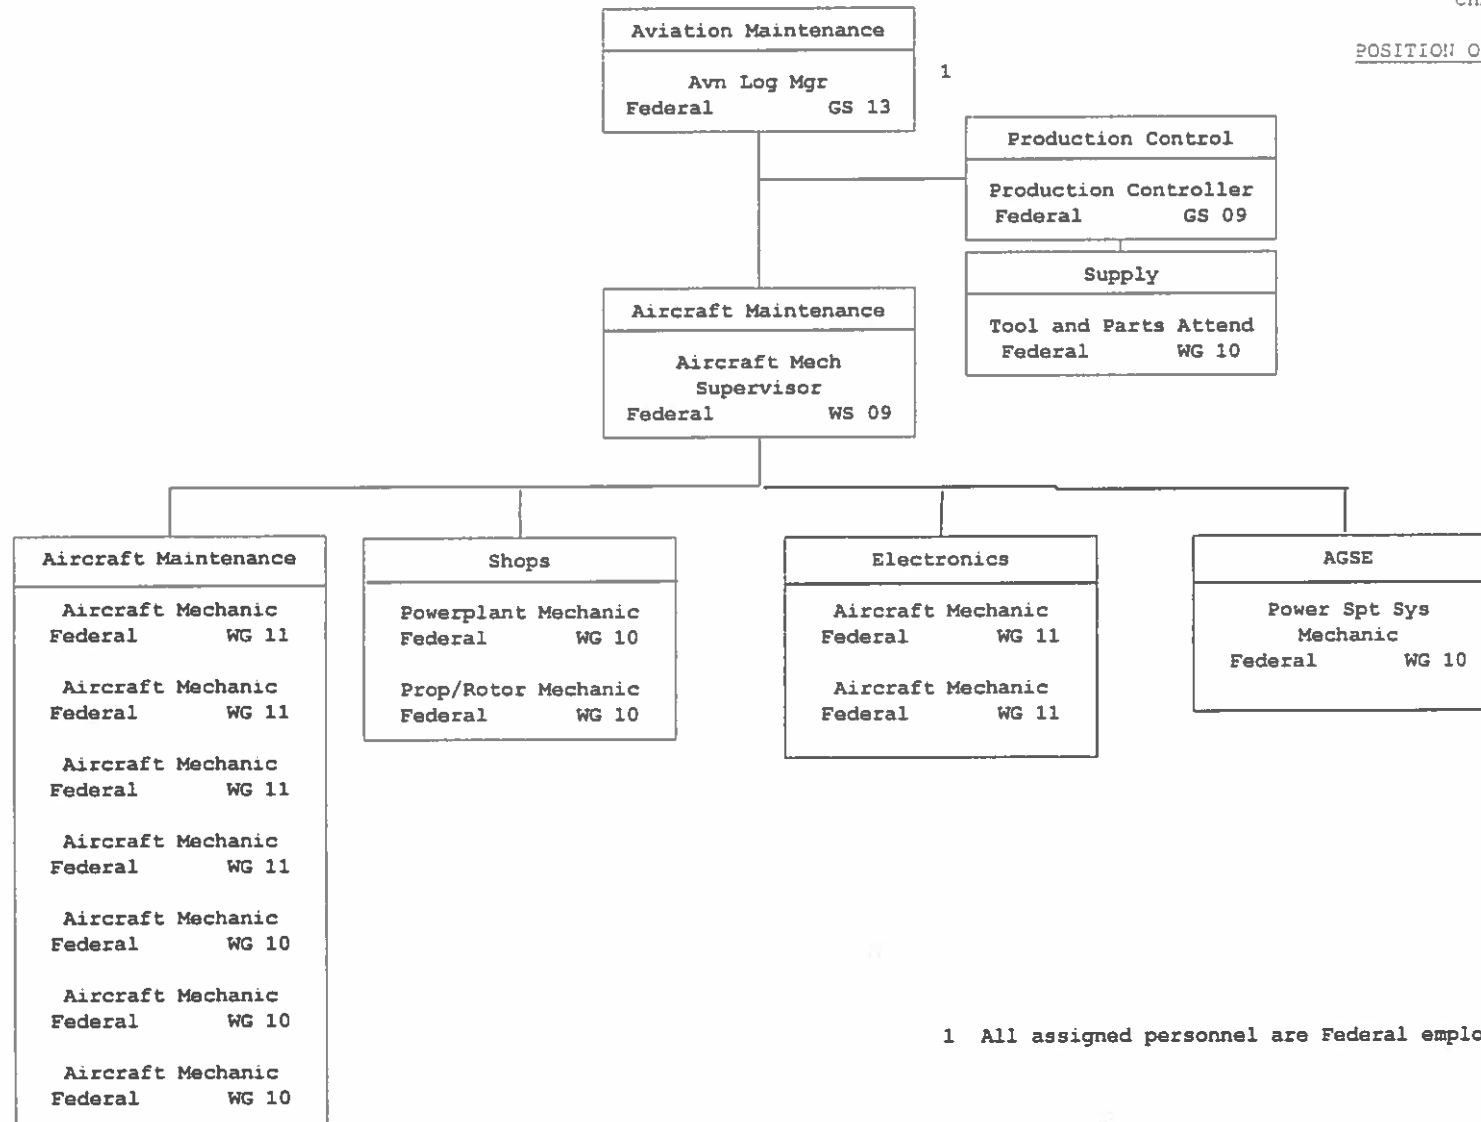 POSITION O
Aviation Maintenance
Avn Log Mgr
Federal GS 13
1
Production Control
Production Controller
Federal GS 09
Supply
Tool and Parts Attend
Federal WG 10
Aircraft Maintenance
Aircraft Mech
Supervisor
Federal WS 09
Aircraft Maintenance
Aircraft Mechanic
Federal WG 11
Aircraft Mechanic
Federal WG 11
Aircraft Mechanic
Federal WG 11
Aircraft Mechanic
Federal WG 11
Aircraft Mechanic
Federal WG 10
Aircraft Mechanic
Federal WG 10
Aircraft Mechanic
Federal WG 10
Shops
Powerplant Mechanic
Federal WG 10
Prop/Rotor Mechanic
Federal WG 10
Electronics
Aircraft Mechanic
Federal WG 11
Aircraft Mechanic
Federal WG 11
AGSE
Power Spt Sys
Mechanic
Federal WG 10
1 All assigned personnel are Federal emplo